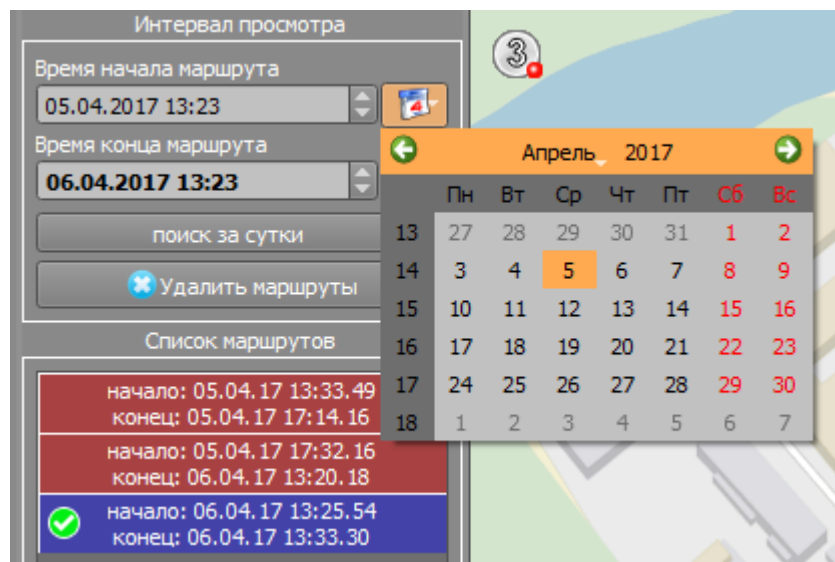 Интервал просмотра
3
Время начала маршрута
05.04.2017 13:23
4
Время конца маршрута
06.04.2017 13:23
поиск за сутки
Удалить маршруты
Апрель 2017
Пн Вт Ср Чт Пт Сб Вс
13 27 28 29 30 31 1 2
14 3 4 5 6 7 8 9
15 10 11 12 13 14 15 16
16 17 18 19 20 21 22 23
17 24 25 26 27 28 29 30
18 1 2 3 4 5 6 7
Список маршрутов
начало: 05.04.17 13:33.49
конец: 05.04.17 17:14.16
начало: 05.04.17 17:32.16
конец: 06.04.17 13:20.18
начало: 06.04.17 13:25.54
конец: 06.04.17 13:33.30